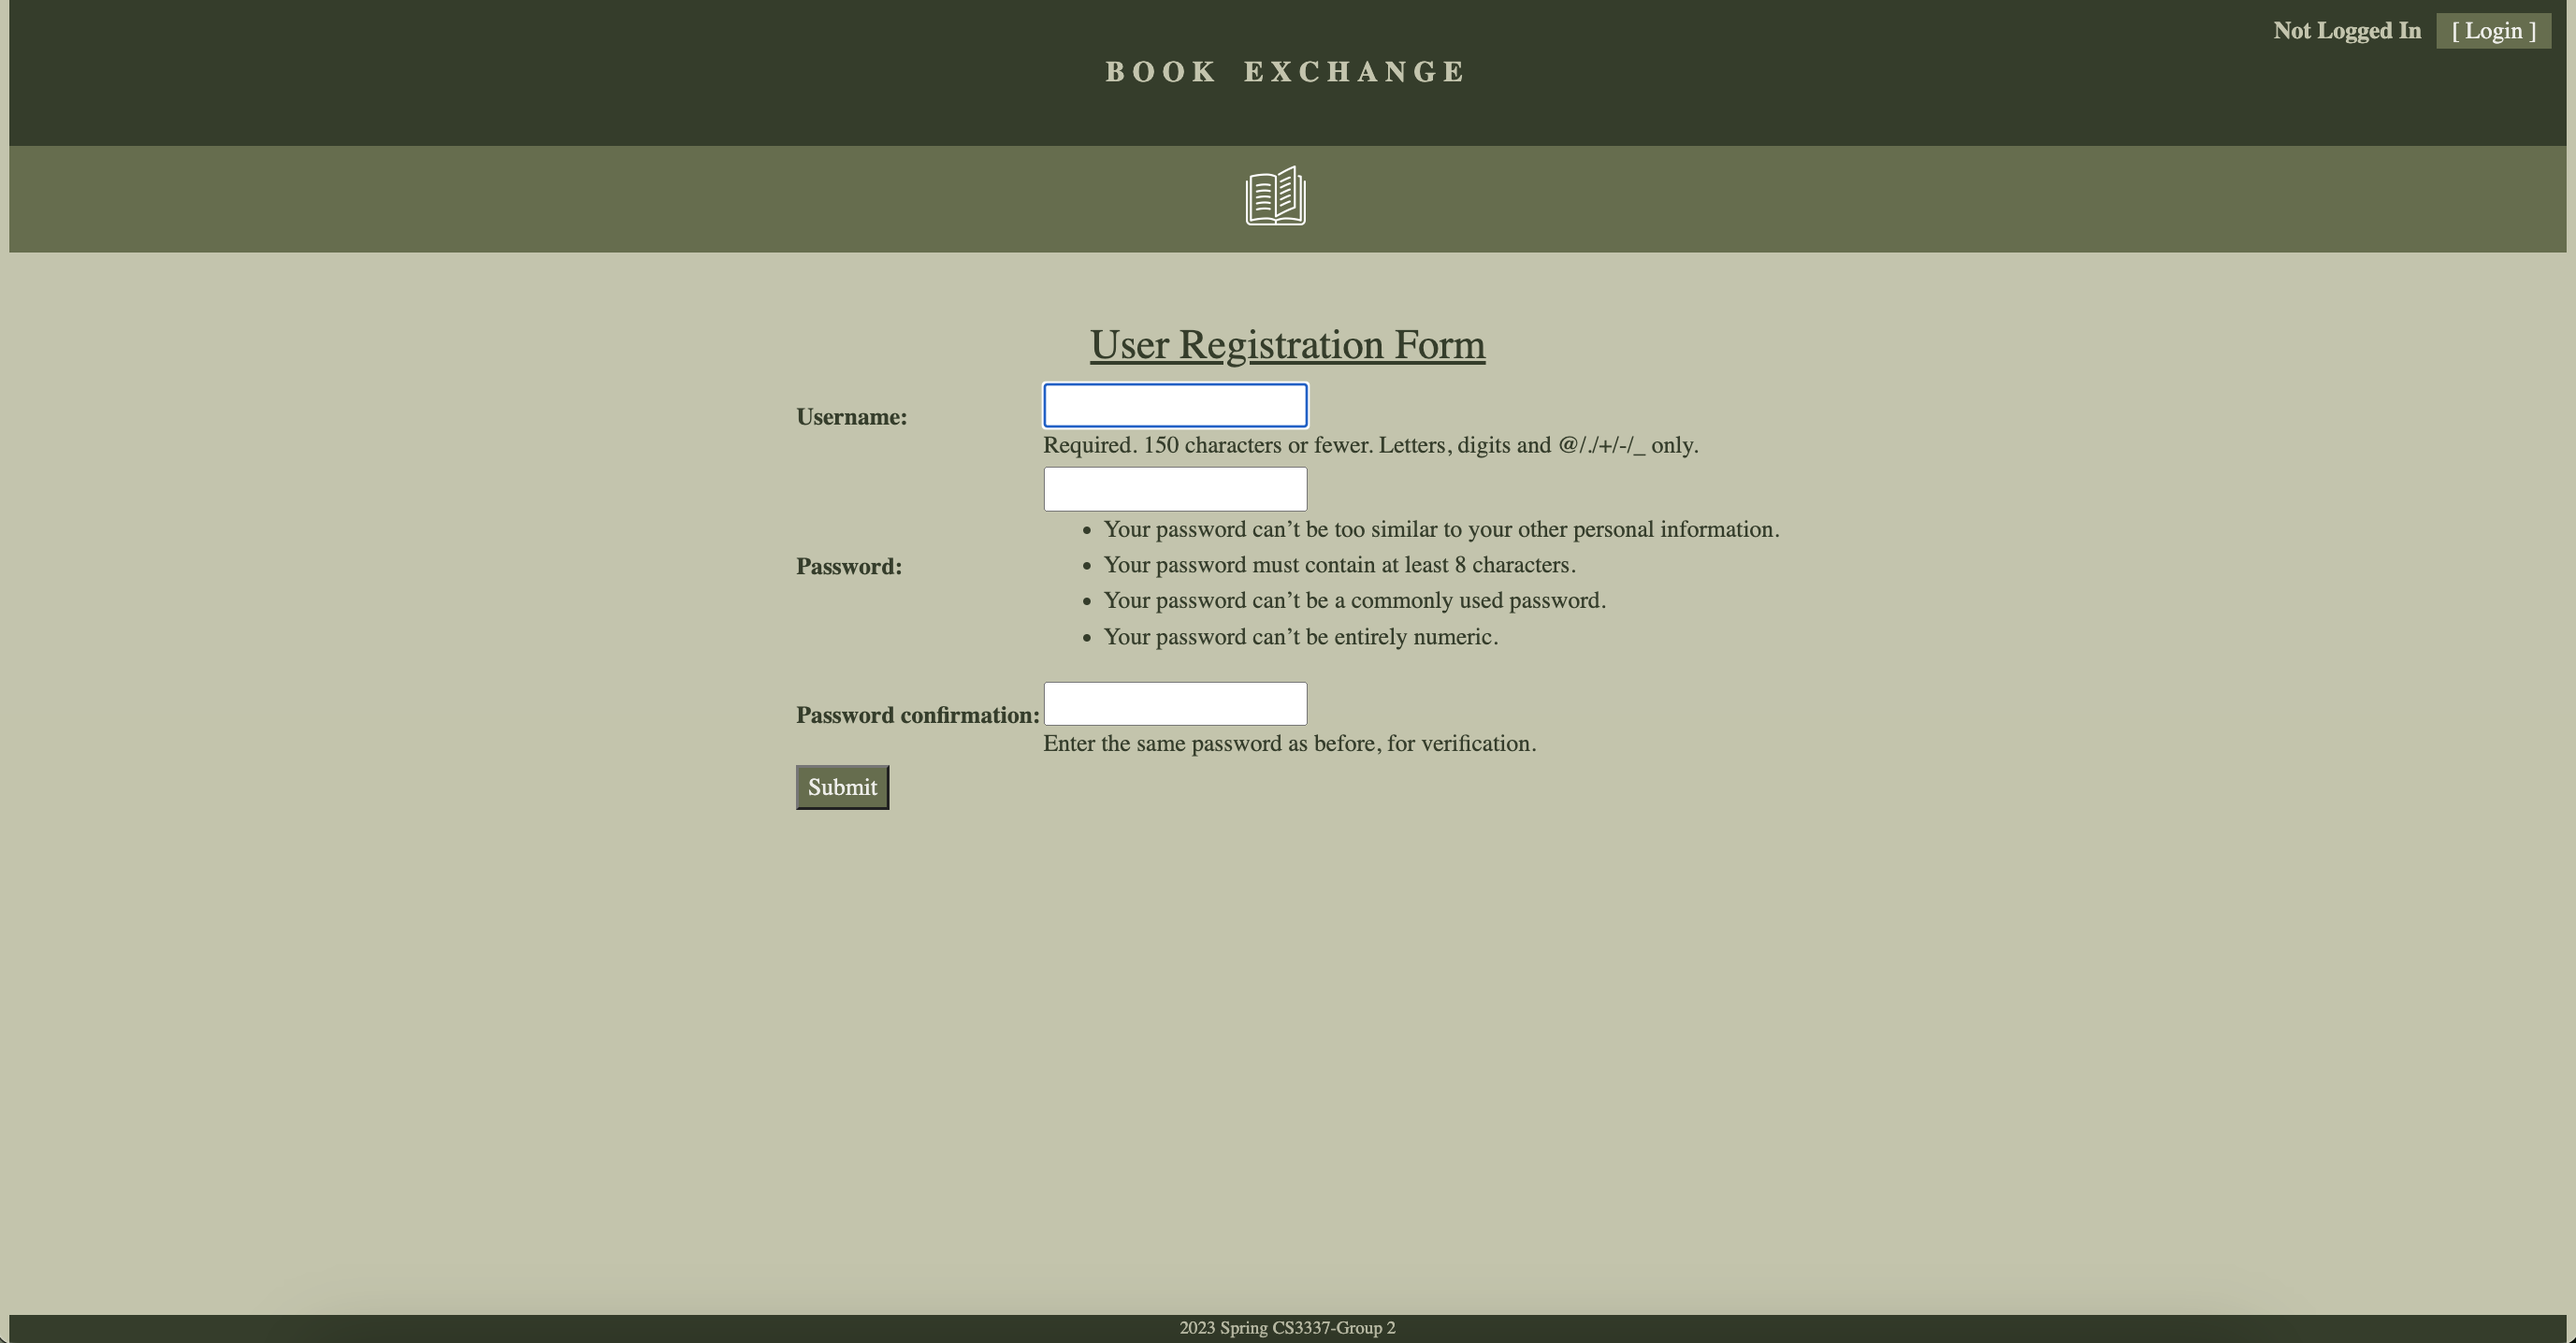 Not Logged In [ Login ]
BOOK EXCHANGE
User Registration Form
Username:
Required. 150 characters or fewer. Letters, digits and @/./+/-/_ only.
Password:
• Your password can’t be too similar to your other personal information.
• Your password must contain at least 8 characters.
• Your password can’t be a commonly used password.
• Your password can’t be entirely numeric.
Password confirmation:
Enter the same password as before, for verification.
Submit
2023 Spring CS3337-Group 2